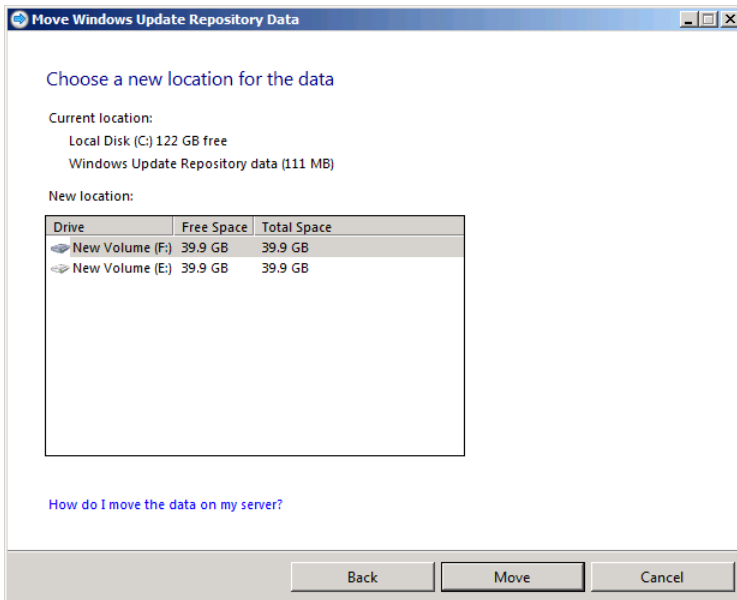 Move Windows Update Repository Data
Choose a new location for the data
Current location:
Local Disk (C:) 122 GB free
Windows Update Repository data (111 MB)
New location:
Drive Free Space Total Space
New Volume (F:) 39.9 GB 39.9 GB
New Volume (E:) 39.9 GB 39.9 GB
How do I move the data on my server?
Back Move Cancel